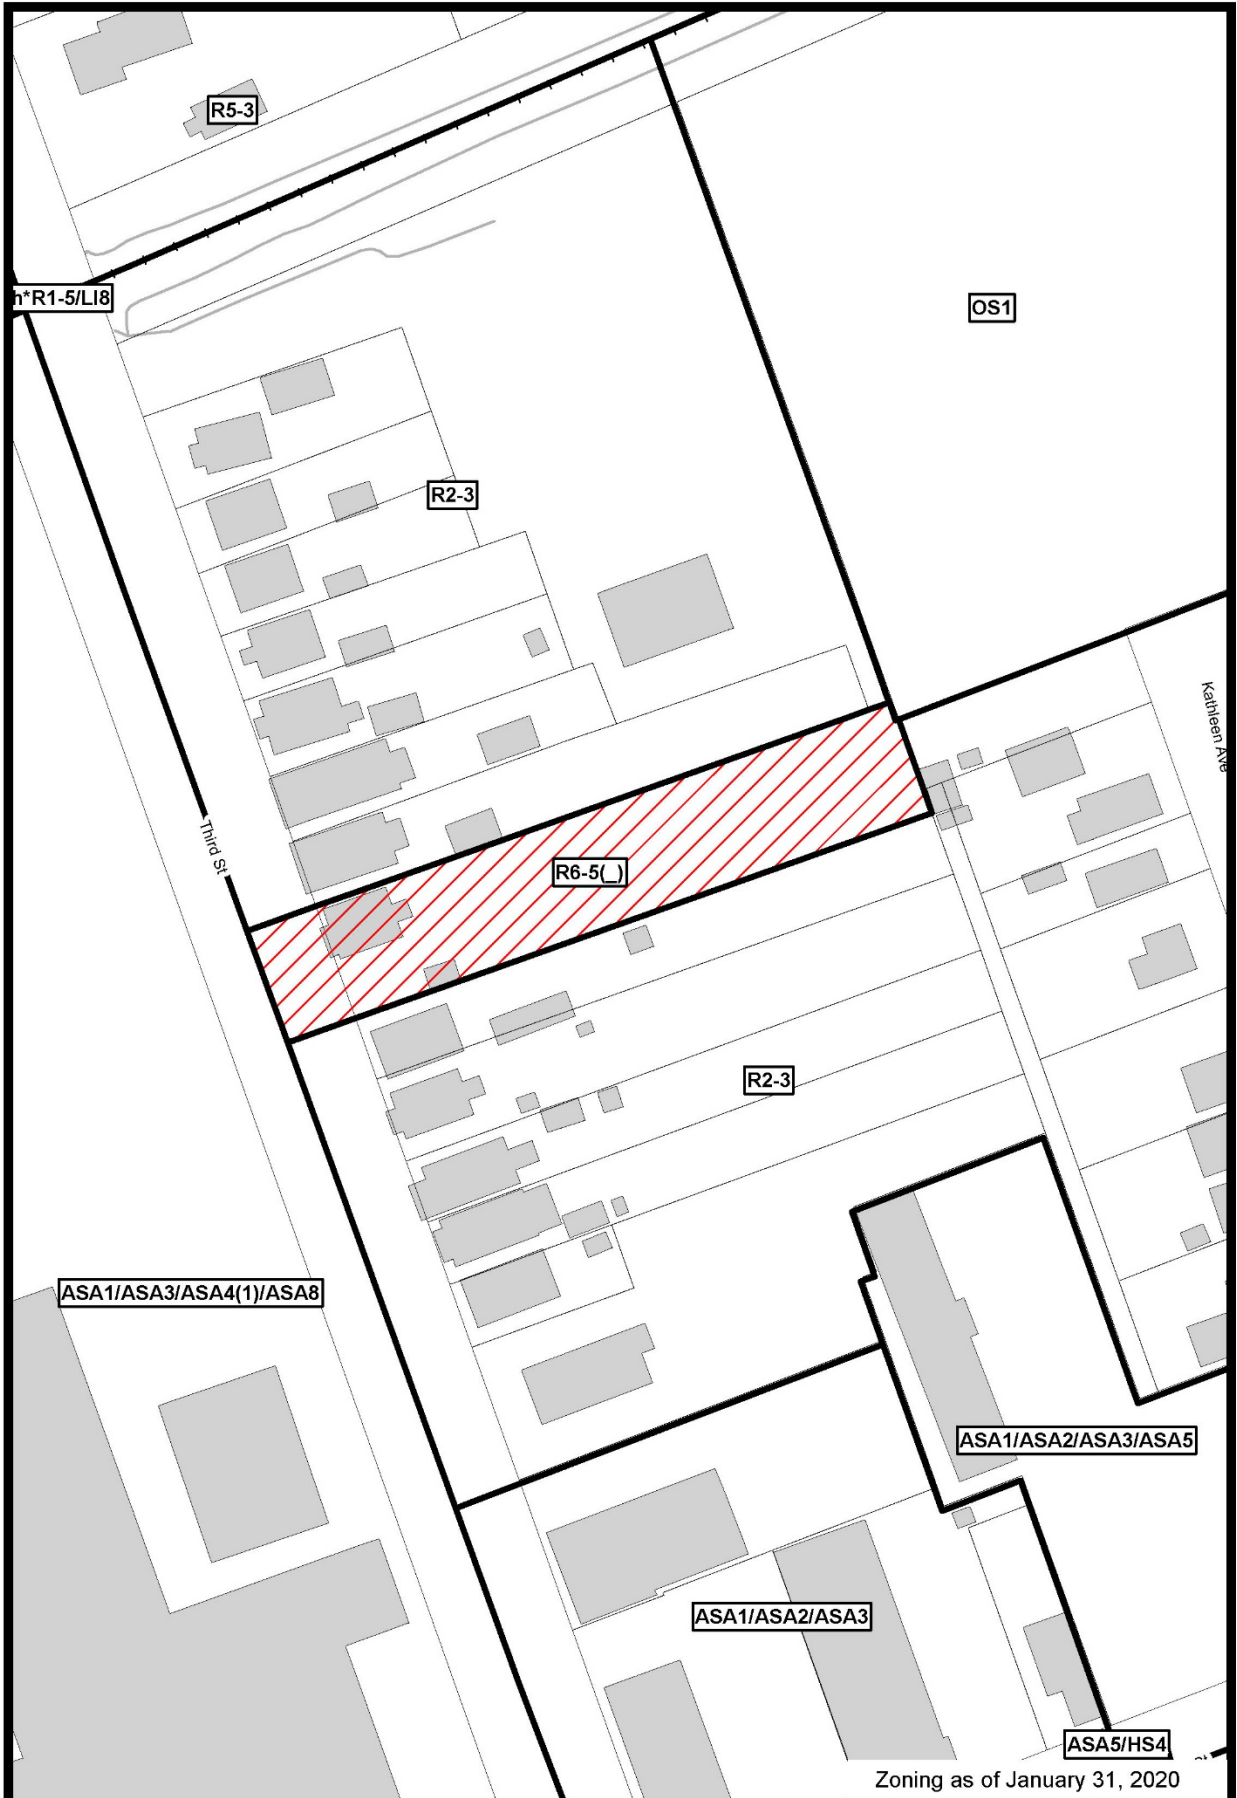 R5-3
h*R1-5/LI8
OS1
R2-3
Kathleen Ave
Third St
R6-5(_)
R2-3
ASA1/ASA3/ASA4(1)/ASA8
ASA1/ASA2/ASA3/ASA5
ASA1/ASA2/ASA3
ASA5/HS4
Zoning as of January 31, 2020